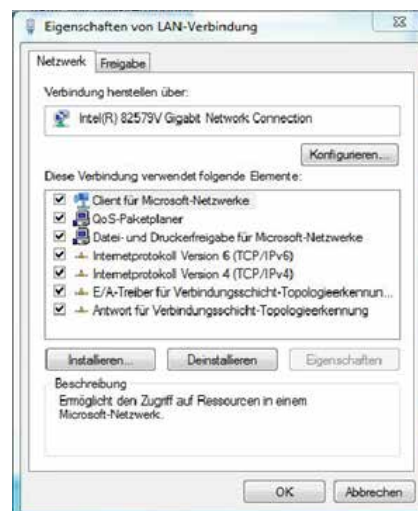 Eigenschaften von LAN-Verbindung
Netzwerk Freigabe
Verbindung herstellen über:
Intel(R) 82579V Gigabit Network Connection
Konfigurieren...
Diese Verbindung verwendet folgende Elemente:
Client für Microsoft-Netzwerke
QoS-Paketplaner
Datei- und Druckerfreigabe für Microsoft-Netzwerke
Internetprotokoll Version 6 (TCP/IPv6)
Internetprotokoll Version 4 (TCP/IPv4)
E/A-Treiber für Verbindungsschicht-Topologieerkennun...
Antwort für Verbindungsschicht-Topologieerkennung
Installieren... Deinstallieren Eigenschaften
Beschreibung
Ermöglicht den Zugriff auf Ressourcen in einem
Microsoft-Netzwerk.
OK Abbrechen